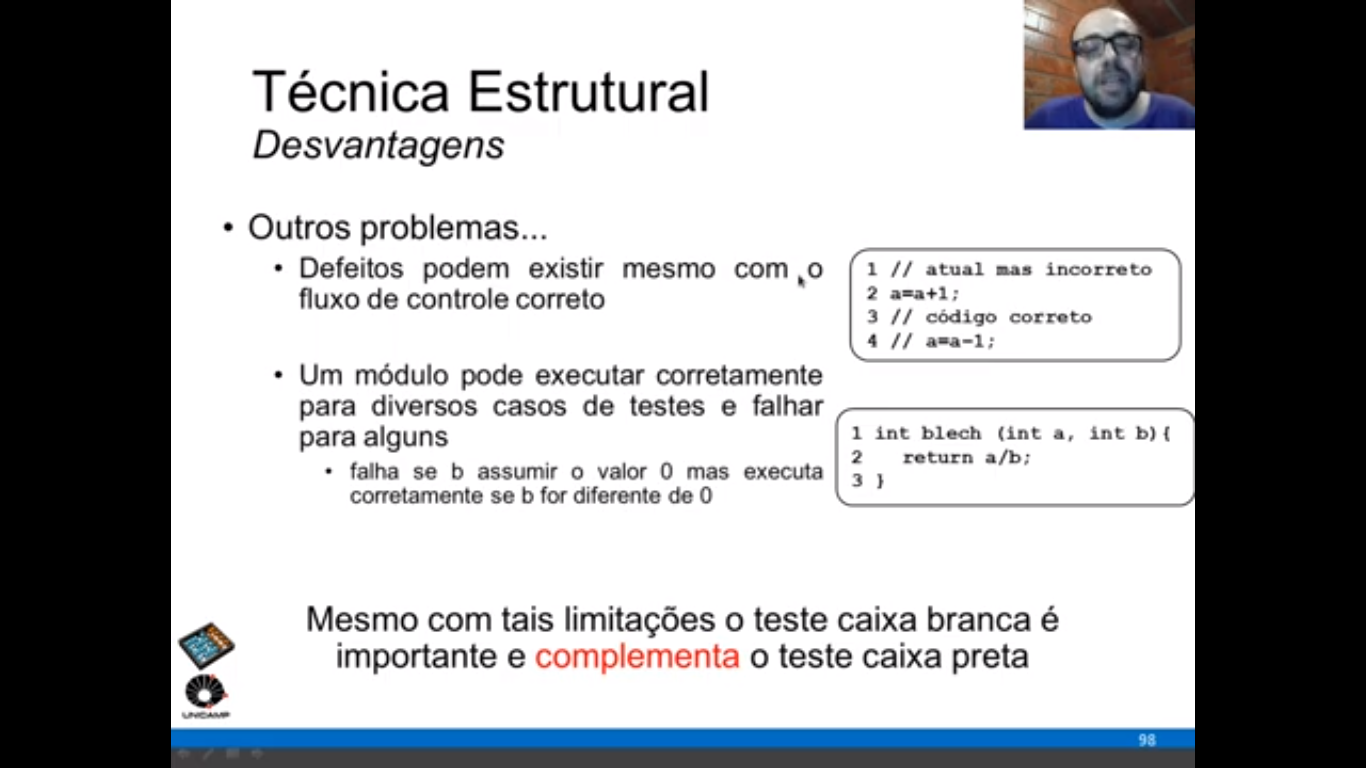 Técnica Estrutural
Desvantagens
• Outros problemas...
• Defeitos podem existir mesmo com o
fluxo de controle correto
1 // atual mas incorreto
2 a=a+1;
3 // código correto
4 // a=a-1;
• Um módulo pode executar corretamente
para diversos casos de testes e falhar
para alguns
• falha se b assumir o valor 0 mas executa
corretamente se b for diferente de 0
1 int blech (int a, int b){
2 return a/b;
3 }
Mesmo com tais limitações o teste caixa branca é
importante e complementa o teste caixa preta
UNICAMP
98